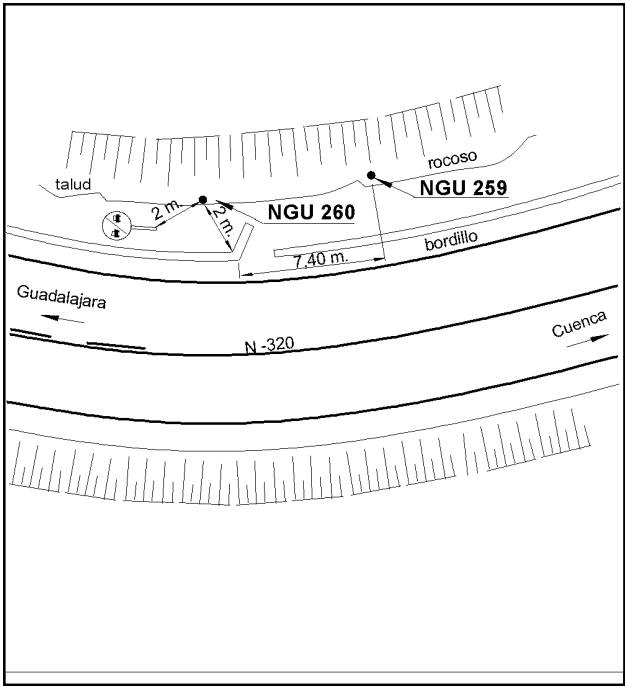 rocoso
talud
NGU 259
2 m.
NGU 260
2 m.
bordillo
7.40 m.
Guadalajara
Cuenca
N -320